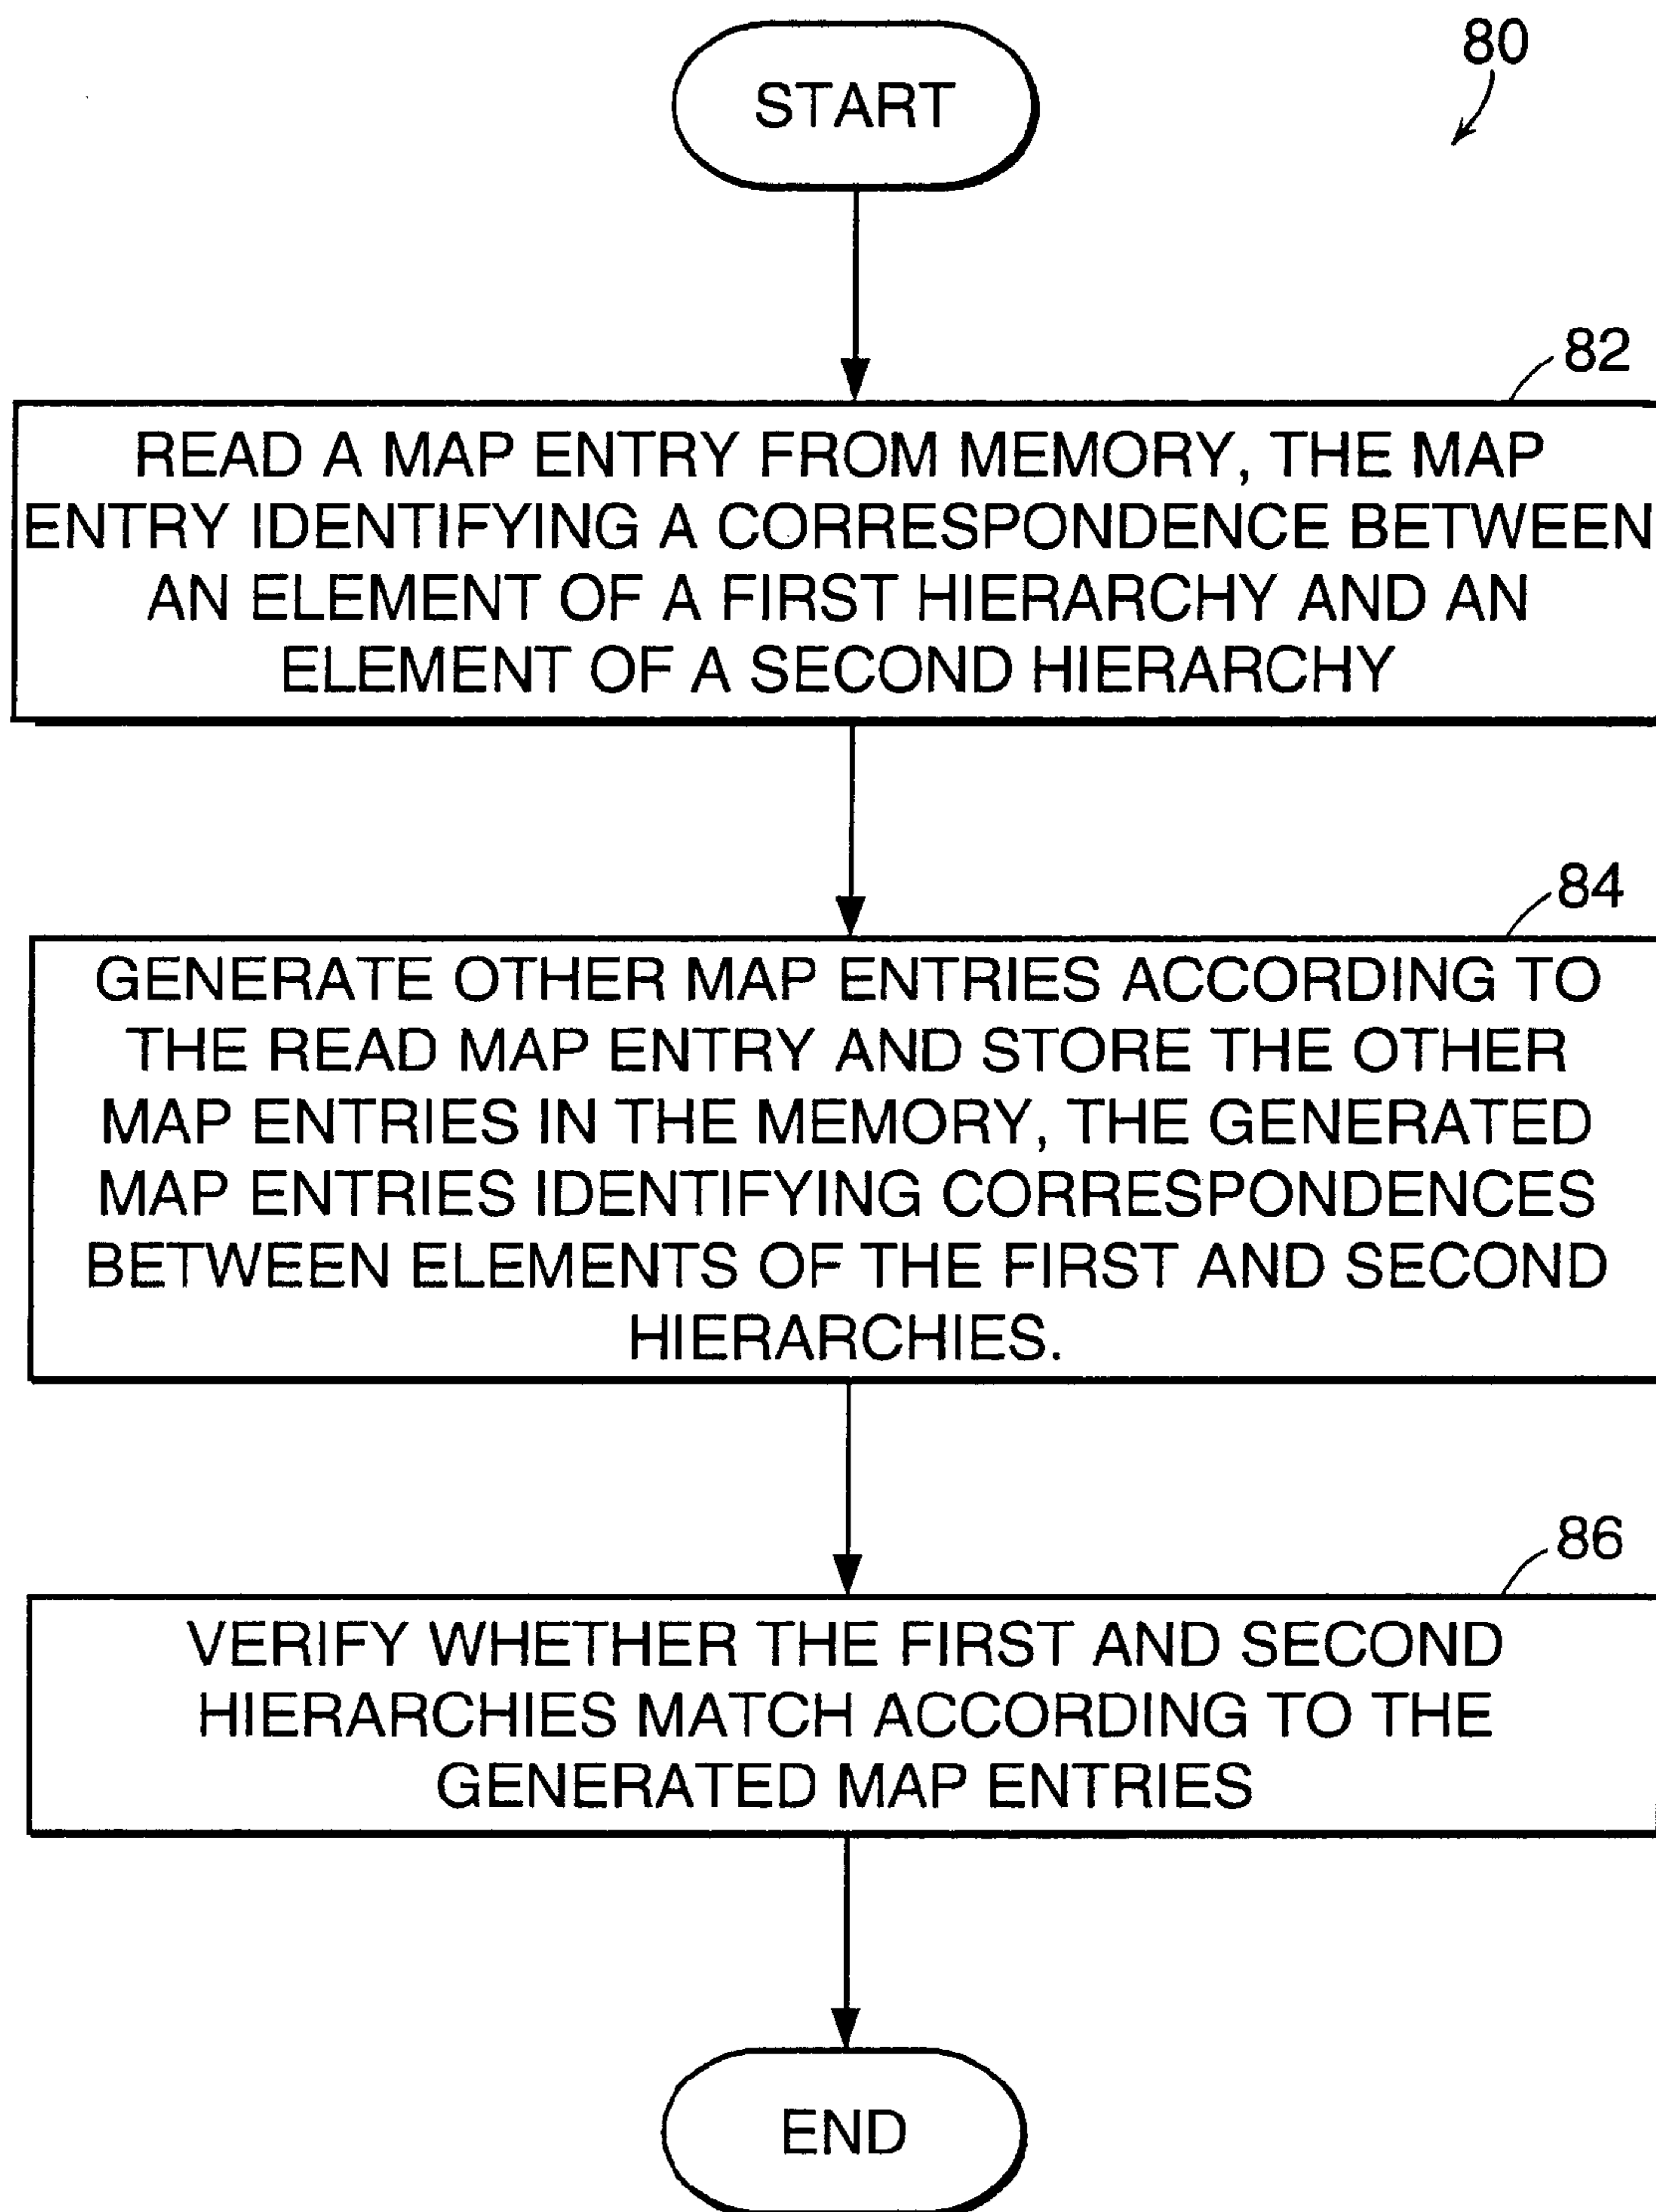 80
START
82
READ A MAP ENTRY FROM MEMORY, THE MAP
ENTRY IDENTIFYING A CORRESPONDENCE BETWEEN
AN ELEMENT OF A FIRST HIERARCHY AND AN
ELEMENT OF A SECOND HIERARCHY
84
GENERATE OTHER MAP ENTRIES ACCORDING TO
THE READ MAP ENTRY AND STORE THE OTHER
MAP ENTRIES IN THE MEMORY, THE GENERATED
MAP ENTRIES IDENTIFYING CORRESPONDENCES
BETWEEN ELEMENTS OF THE FIRST AND SECOND
HIERARCHIES.
86
VERIFY WHETHER THE FIRST AND SECOND
HIERARCHIES MATCH ACCORDING TO THE
GENERATED MAP ENTRIES
END